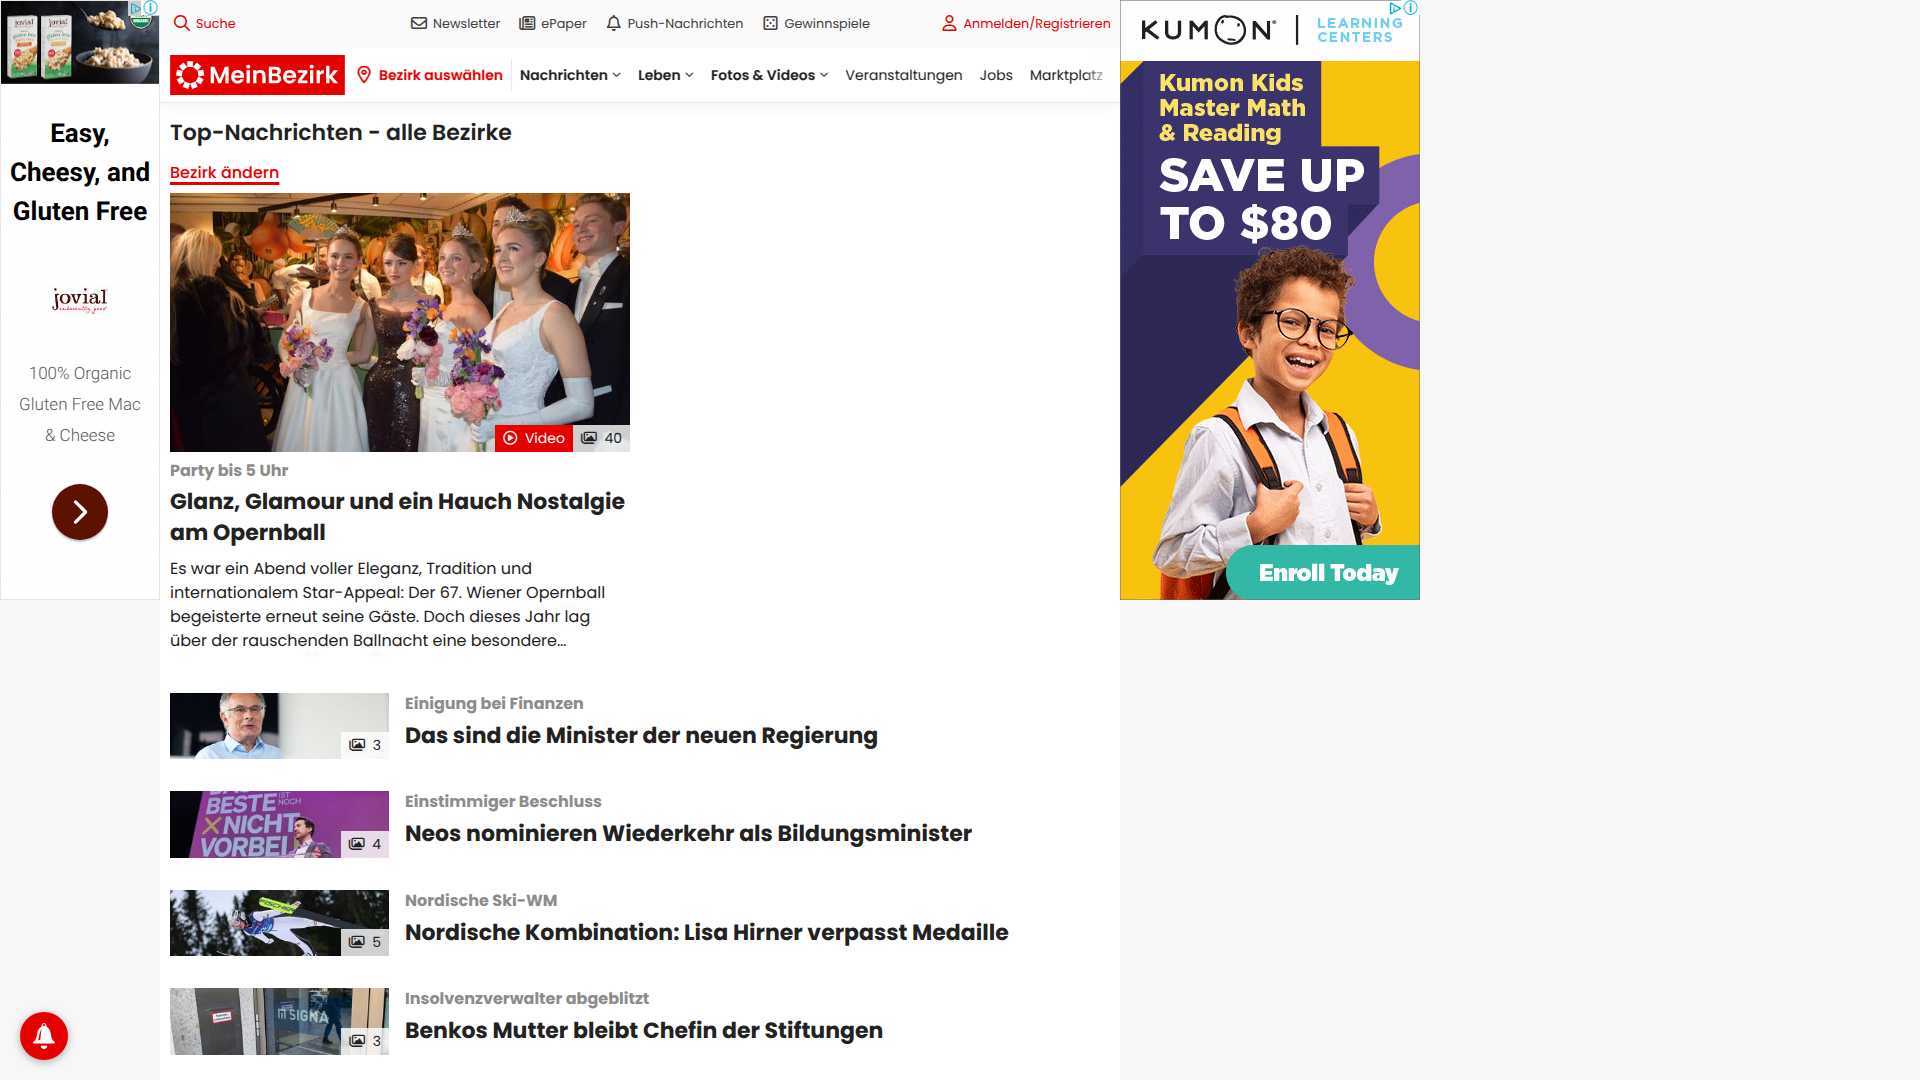 Suche
Newsletter
ePaper
Push-Nachrichten
Gewinnspiele
Anmelden/Registrieren
MeinBezirk
Bezirk auswählen
Nachrichten
Leben
Fotos & Videos
Veranstaltungen
Jobs
Marktplatz
jovial
Easy,
Cheesy, and
Gluten Free
jovial
100% Organic
Gluten Free Mac
& Cheese
Top-Nachrichten - alle Bezirke
Bezirk ändern
Video
40
Party bis 5 Uhr
Glanz, Glamour und ein Hauch Nostalgie
am Opernball
Es war ein Abend voller Eleganz, Tradition und
internationalem Star-Appeal: Der 67. Wiener Opernball
begeisterte erneut seine Gäste. Doch dieses Jahr lag
über der rauschenden Ballnacht eine besondere...
3
Einigung bei Finanzen
Das sind die Minister der neuen Regierung
BESTE IST NOCH
NICHT
VORBEI
4
Einstimmiger Beschluss
Neos nominieren Wiederkehr als Bildungsminister
FISCHER
5
Nordische Ski-WM
Nordische Kombination: Lisa Hirner verpasst Medaille
SIGNA
3
Insolvenzverwalter abgeblitzt
Benkos Mutter bleibt Chefin der Stiftungen
KUMON
LEARNING
CENTERS
Kumon Kids
Master Math
& Reading
SAVE UP
TO $80
Enroll Today